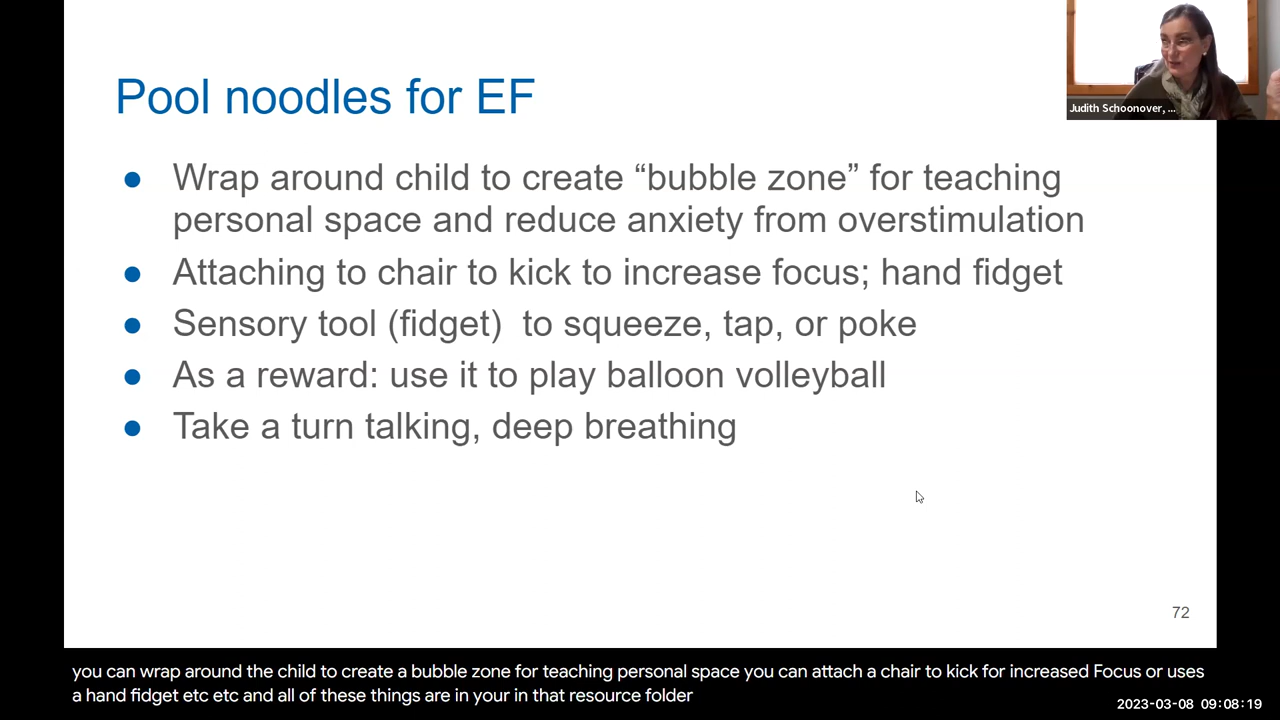 Pool noodles for EF
Judith Schoonover, ...
● Wrap around child to create “bubble zone” for teaching
personal space and reduce anxiety from overstimulation
● Attaching to chair to kick to increase focus; hand fidget
● Sensory tool (fidget)  to squeeze, tap, or poke
● As a reward: use it to play balloon volleyball
● Take a turn talking, deep breathing
72
you can wrap around the child to create a bubble zone for teaching personal space you can attach a chair to kick for increased Focus or uses
a hand fidget etc etc and all of these things are in your in that resource folder
2023-03-08 09:08:19